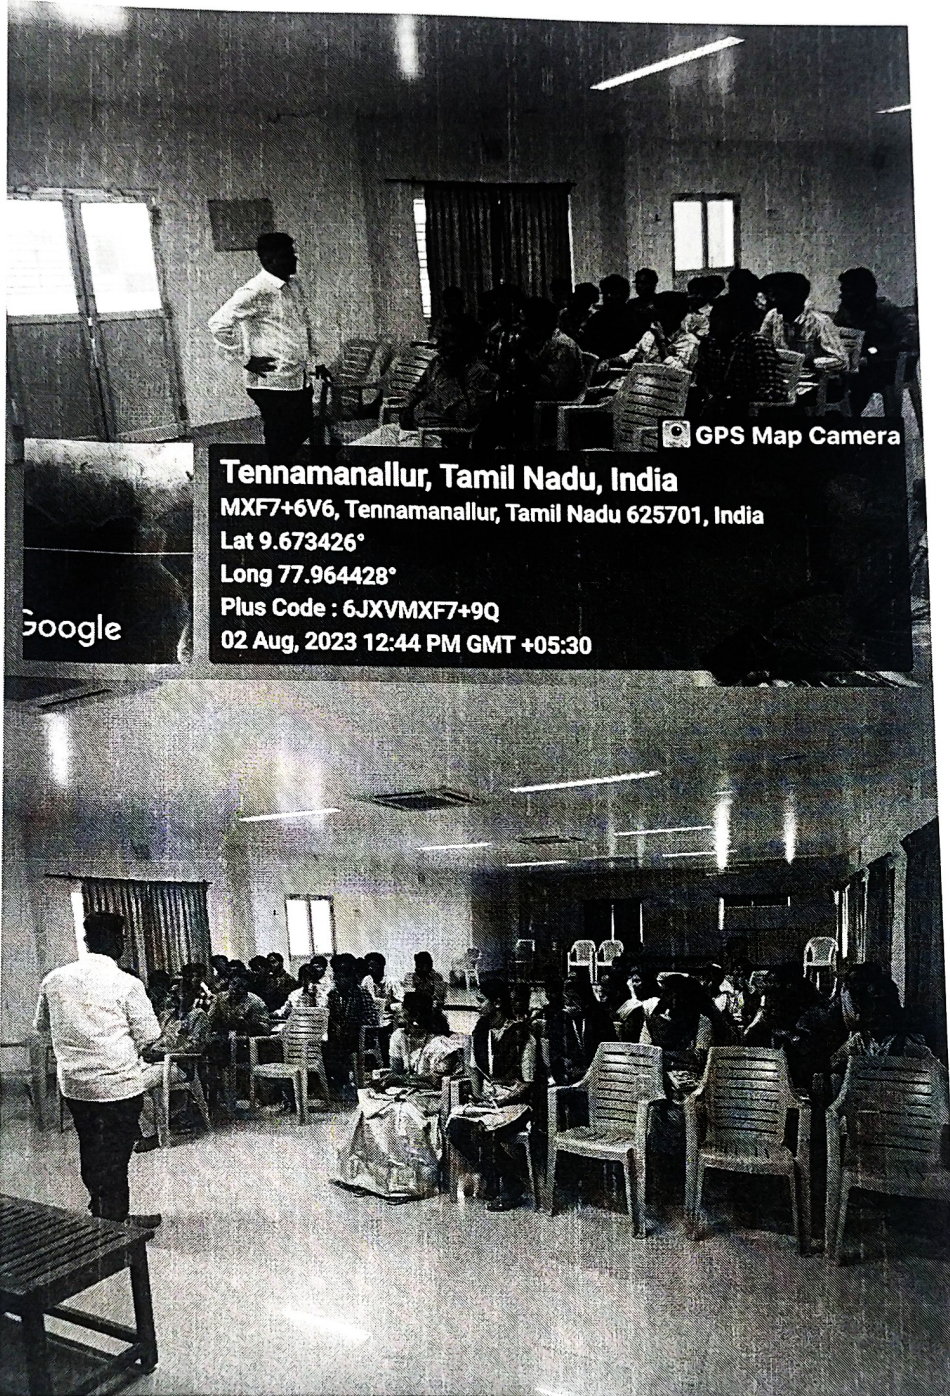 GPS Map Camera
Tennamanallur, Tamil Nadu, India
MXF7+6V6, Tennamanallur, Tamil Nadu 625701, India
Lat 9.673426°
Long 77.964428°
Plus Code : 6JXVMXF7+9Q
02 Aug, 2023 12:44 PM GMT +05:30
Google